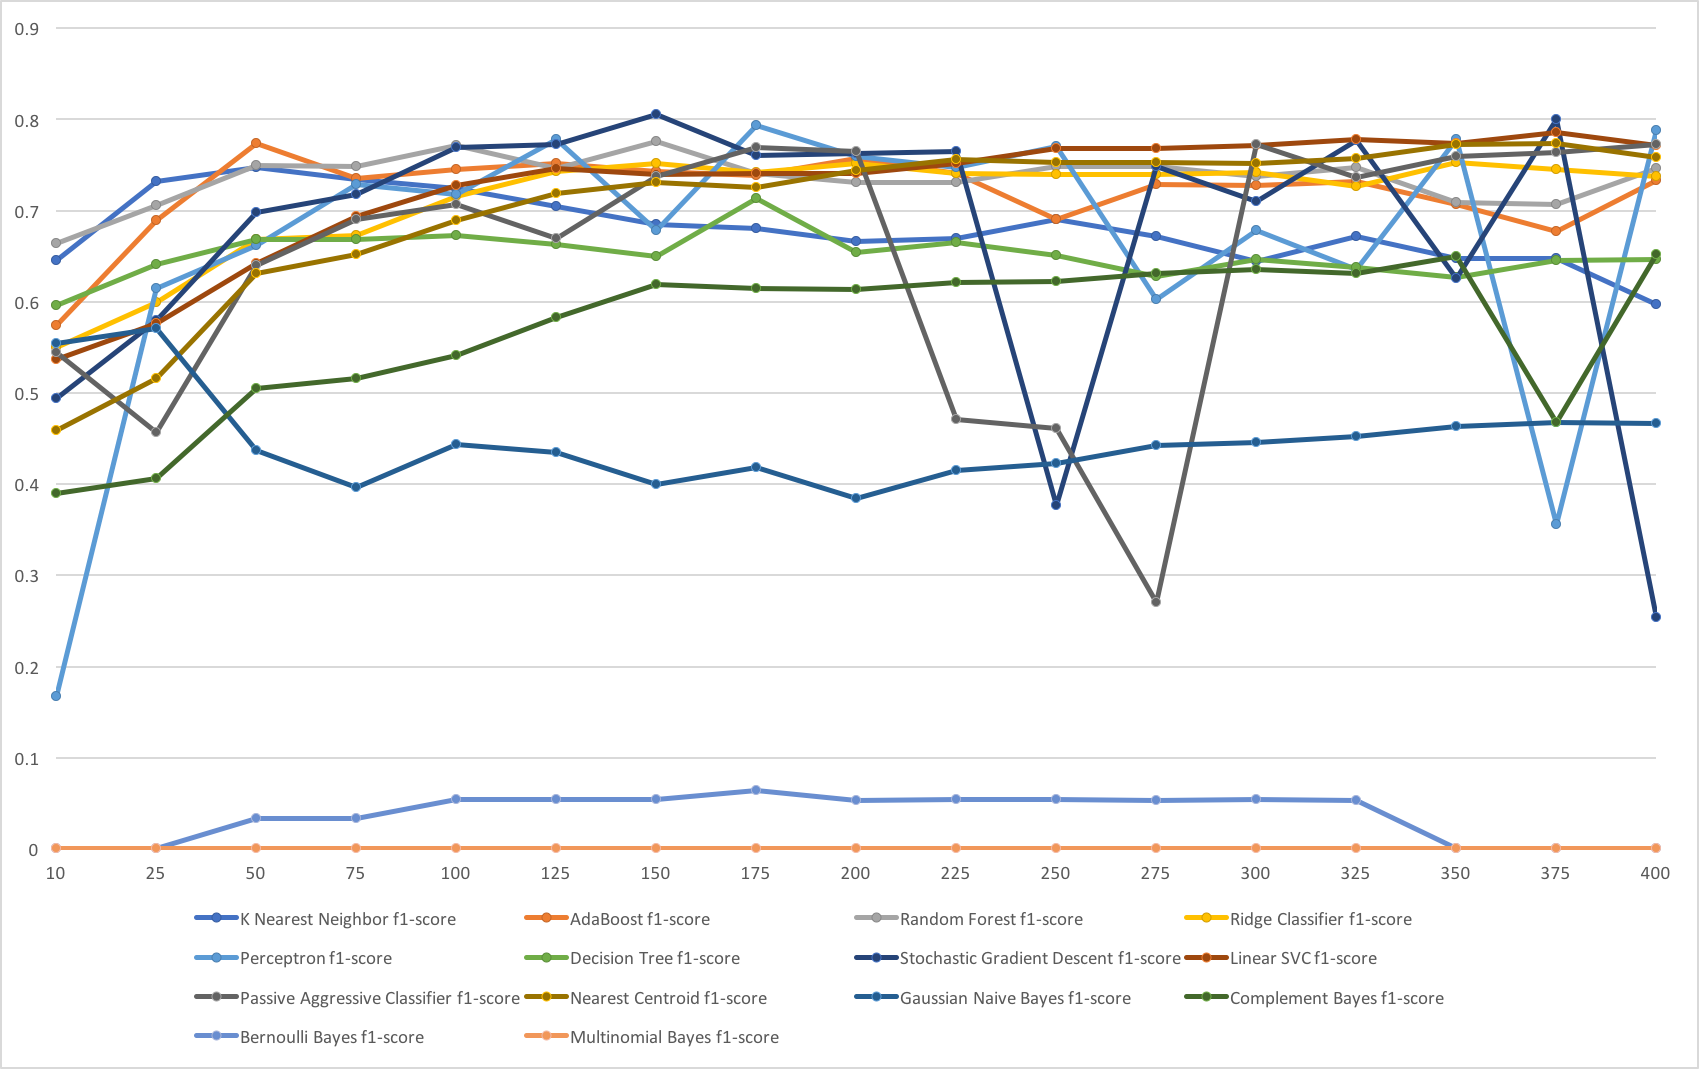 0.9
0.8
0.7
0.6
0.5
0.4
0.3
0.2
0.1
0
10 25 50 75 100 125 150 175 200 225 250 275 300 325 350 375 400
K Nearest Neighbor f1-score AdaBoost f1-score Random Forest f1-score Ridge Classifier f1-score
Perceptron f1-score Decision Tree f1-score Stochastic Gradient Descent f1-score Linear SVC f1-score
Passive Aggressive Classifier f1-score Nearest Centroid f1-score Gaussian Naive Bayes f1-score Complement Bayes f1-score
Bernoulli Bayes f1-score Multinomial Bayes f1-score